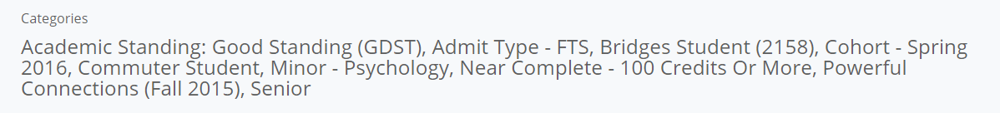 Categories
Academic Standing: Good Standing (GDST), Admit Type - FTS, Bridges Student (2158), Cohort - Spring
2016, Commuter Student, Minor - Psychology, Near Complete - 100 Credits Or More, Powerful
Connections (Fall 2015), Senior